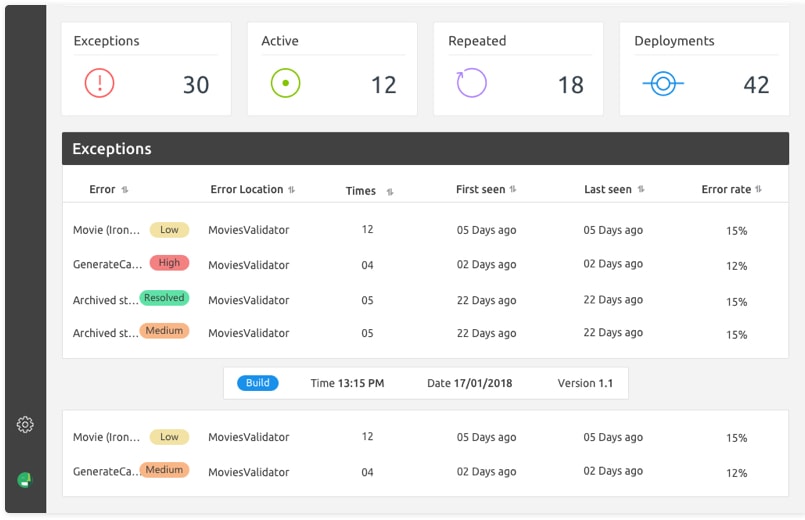 Exceptions Active Repeated Deployments
! 30 12 18 42
Exceptions
Error Error Location Times First seen Last seen Error rate
Movie (Iron... Low MoviesValidator 12 05 Days ago 05 Days ago 15%
GenerateCa... High MoviesValidator 04 02 Days ago 02 Days ago 12%
Archived st... Resolved MoviesValidator 05 22 Days ago 22 Days ago 15%
Archived st... Medium MoviesValidator 05 22 Days ago 22 Days ago 15%
Build Time 13:15 PM Date 17/01/2018 Version 1.1
Movie (Iron... Low MoviesValidator 12 05 Days ago 05 Days ago 15%
GenerateCa... Medium MoviesValidator 04 02 Days ago 02 Days ago 12%